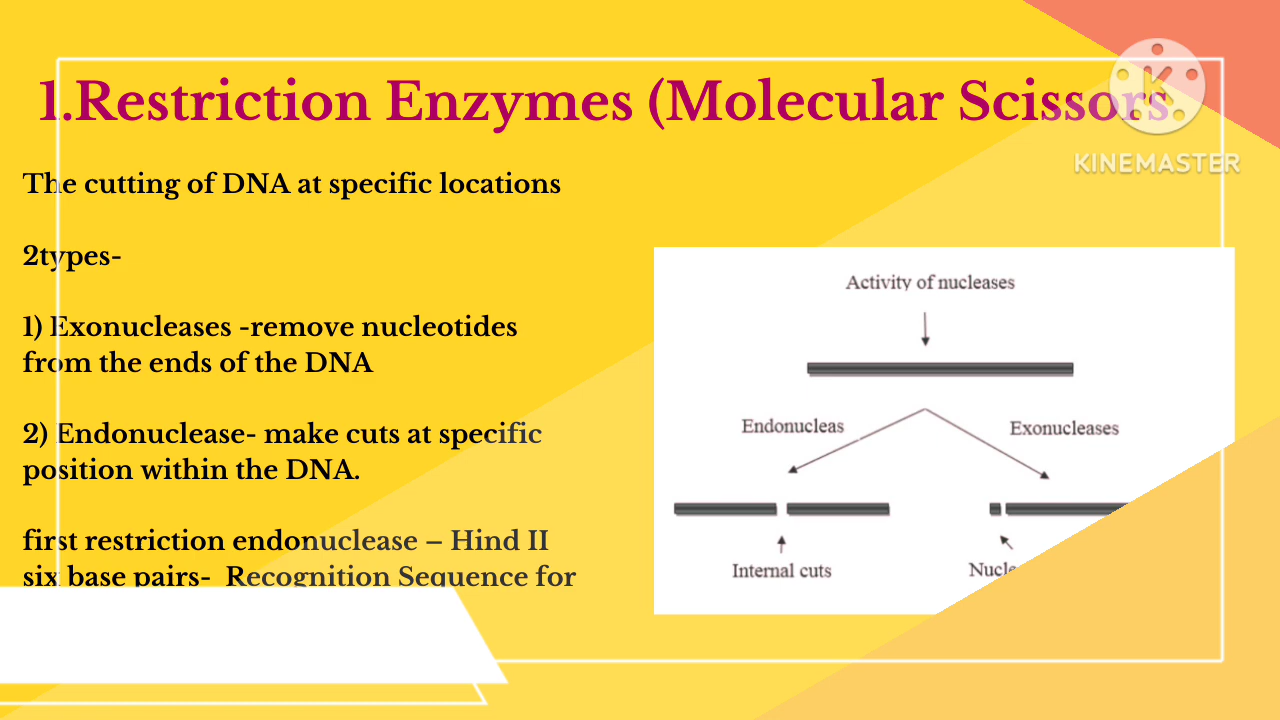 1.Restriction Enzymes (Molecular Scissors
KINEMASTER
The cutting of DNA at specific locations
2types-
1) Exonucleases -remove nucleotides
from the ends of the DNA
2) Endonuclease- make cuts at specific
position within the DNA.
first restriction endonuclease – Hind II
six base pairs- Recognition Sequence for
Activity of nucleases
Endonucleas
Exonucleases
Internal cuts